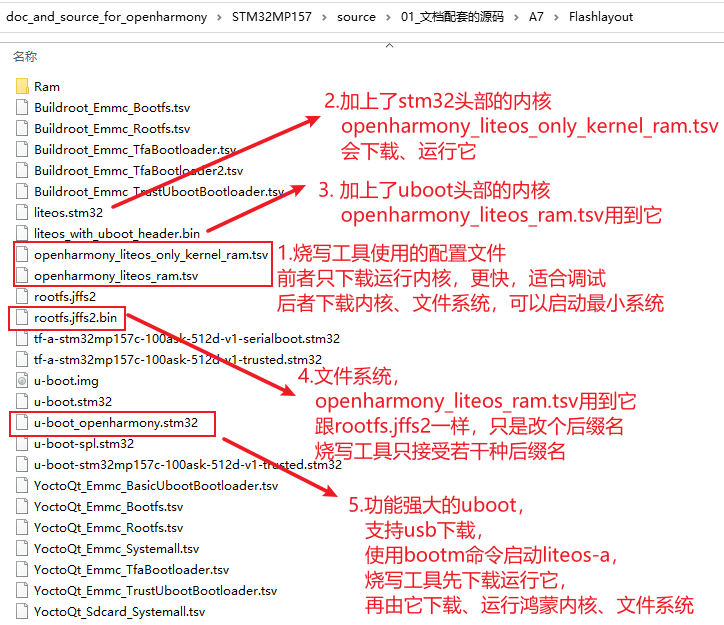 doc_and_source_for_openharmony > STM32MP157 > source > 01_文档配套的源码 > A7 > Flashlayout
名称
Ram
Buildroot_Emmc_Bootfs.tsv
Buildroot_Emmc_Rootfs.tsv
Buildroot_Emmc_TfaBootloader.tsv
Buildroot_Emmc_TfaBootloader2.tsv
Buildroot_Emmc_TrustUbootBootloader.tsv
liteos.stm32
liteos_with_uboot_header.bin
openharmony_liteos_only_kernel_ram.tsv
openharmony_liteos_ram.tsv
rootfs.jffs2
rootfs.jffs2.bin
tf-a-stm32mp157c-100ask-512d-v1-serialboot.stm32
tf-a-stm32mp157c-100ask-512d-v1-trusted.stm32
u-boot.img
u-boot.stm32
u-boot_openharmony.stm32
u-boot-spl.stm32
u-boot-stm32mp157c-100ask-512d-v1-trusted.stm32
YoctoQt_Emmc_BasicUbootBootloader.tsv
YoctoQt_Emmc_Bootfs.tsv
YoctoQt_Emmc_Rootfs.tsv
YoctoQt_Emmc_Systemall.tsv
YoctoQt_Emmc_TfaBootloader.tsv
YoctoQt_Emmc_TrustUbootBootloader.tsv
YoctoQt_Sdcard_Systemall.tsv
2.加上了stm32头部的内核
openharmony_liteos_only_kernel_ram.tsv
会下载、运行它
3. 加上了uboot头部的内核
openharmony_liteos_ram.tsv用到它
1.烧写工具使用的配置文件
前者只下载运行内核，更快，适合调试
后者下载内核、文件系统，可以启动最小系统
4.文件系统，
openharmony_liteos_ram.tsv用到它
跟rootfs.jffs2一样，只是改个后缀名
烧写工具只接受若干种后缀名
5.功能强大的uboot，
支持usb下载，
使用bootm命令启动liteos-a，
烧写工具先下载运行它，
再由它下载、运行鸿蒙内核、文件系统